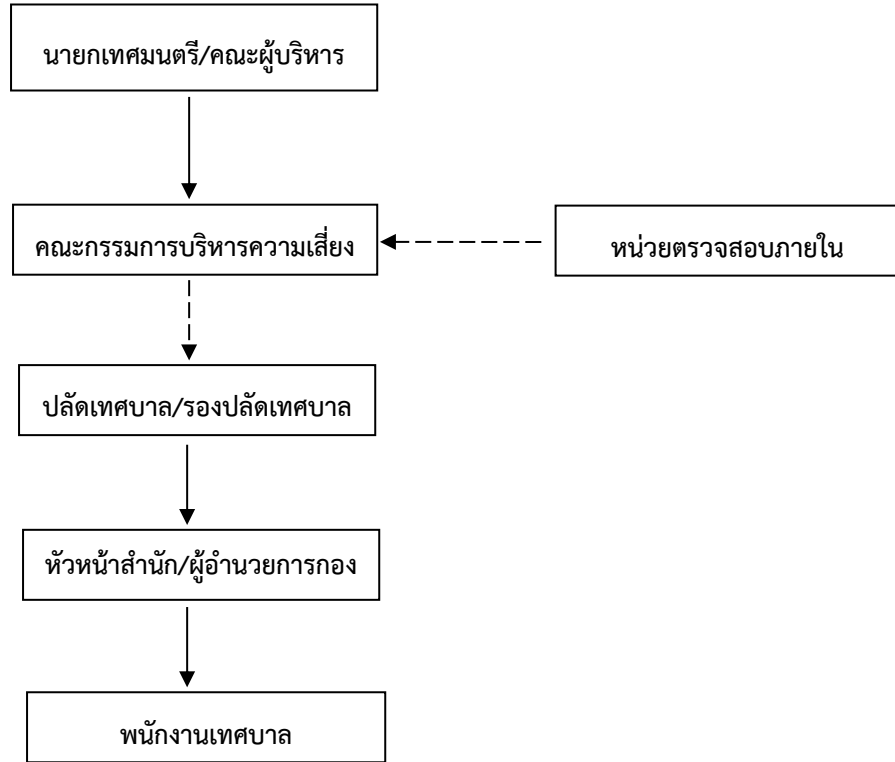 นายกเทศมนตรี/คณะผู้บริหาร
คณะกรรมการบริหารความเสี่ยง
หน่วยตรวจสอบภายใน
ปลัดเทศบาล/รองปลัดเทศบาล
หัวหน้าสำนัก/ผู้อำนวยการกอง
พนักงานเทศบาล